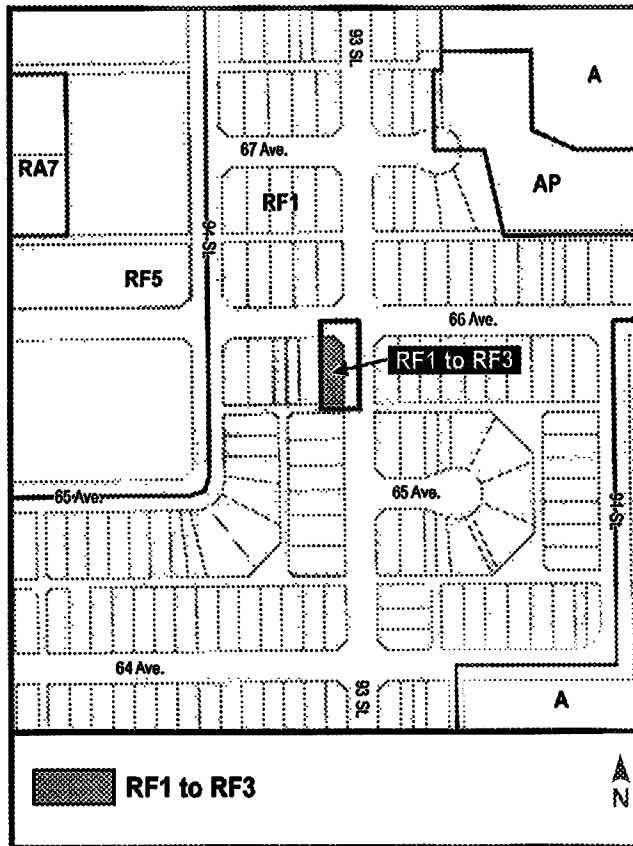 93 St.
A
67 Ave.
RA7
AP
RF1
94 St.
RF5
66 Ave.
RF1 to RF3
65 Ave.
65 Ave.
91 St.
64 Ave.
93 St.
A
RF1 to RF3
N